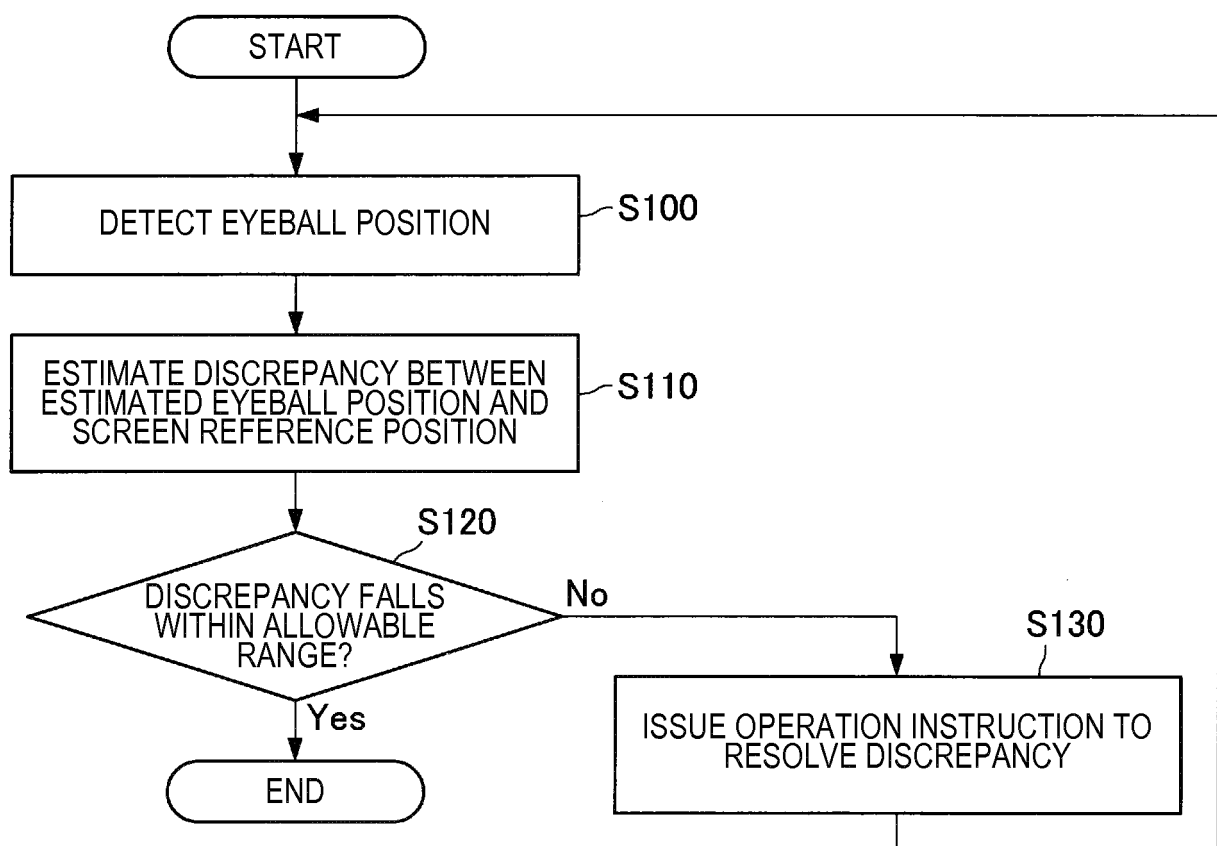 START
DETECT EYEBALL POSITION
S100
ESTIMATE DISCREPANCY BETWEEN
ESTIMATED EYEBALL POSITION AND
SCREEN REFERENCE POSITION
S110
S120
DISCREPANCY FALLS
WITHIN ALLOWABLE
RANGE?
No
Yes
S130
ISSUE OPERATION INSTRUCTION TO
RESOLVE DISCREPANCY
END